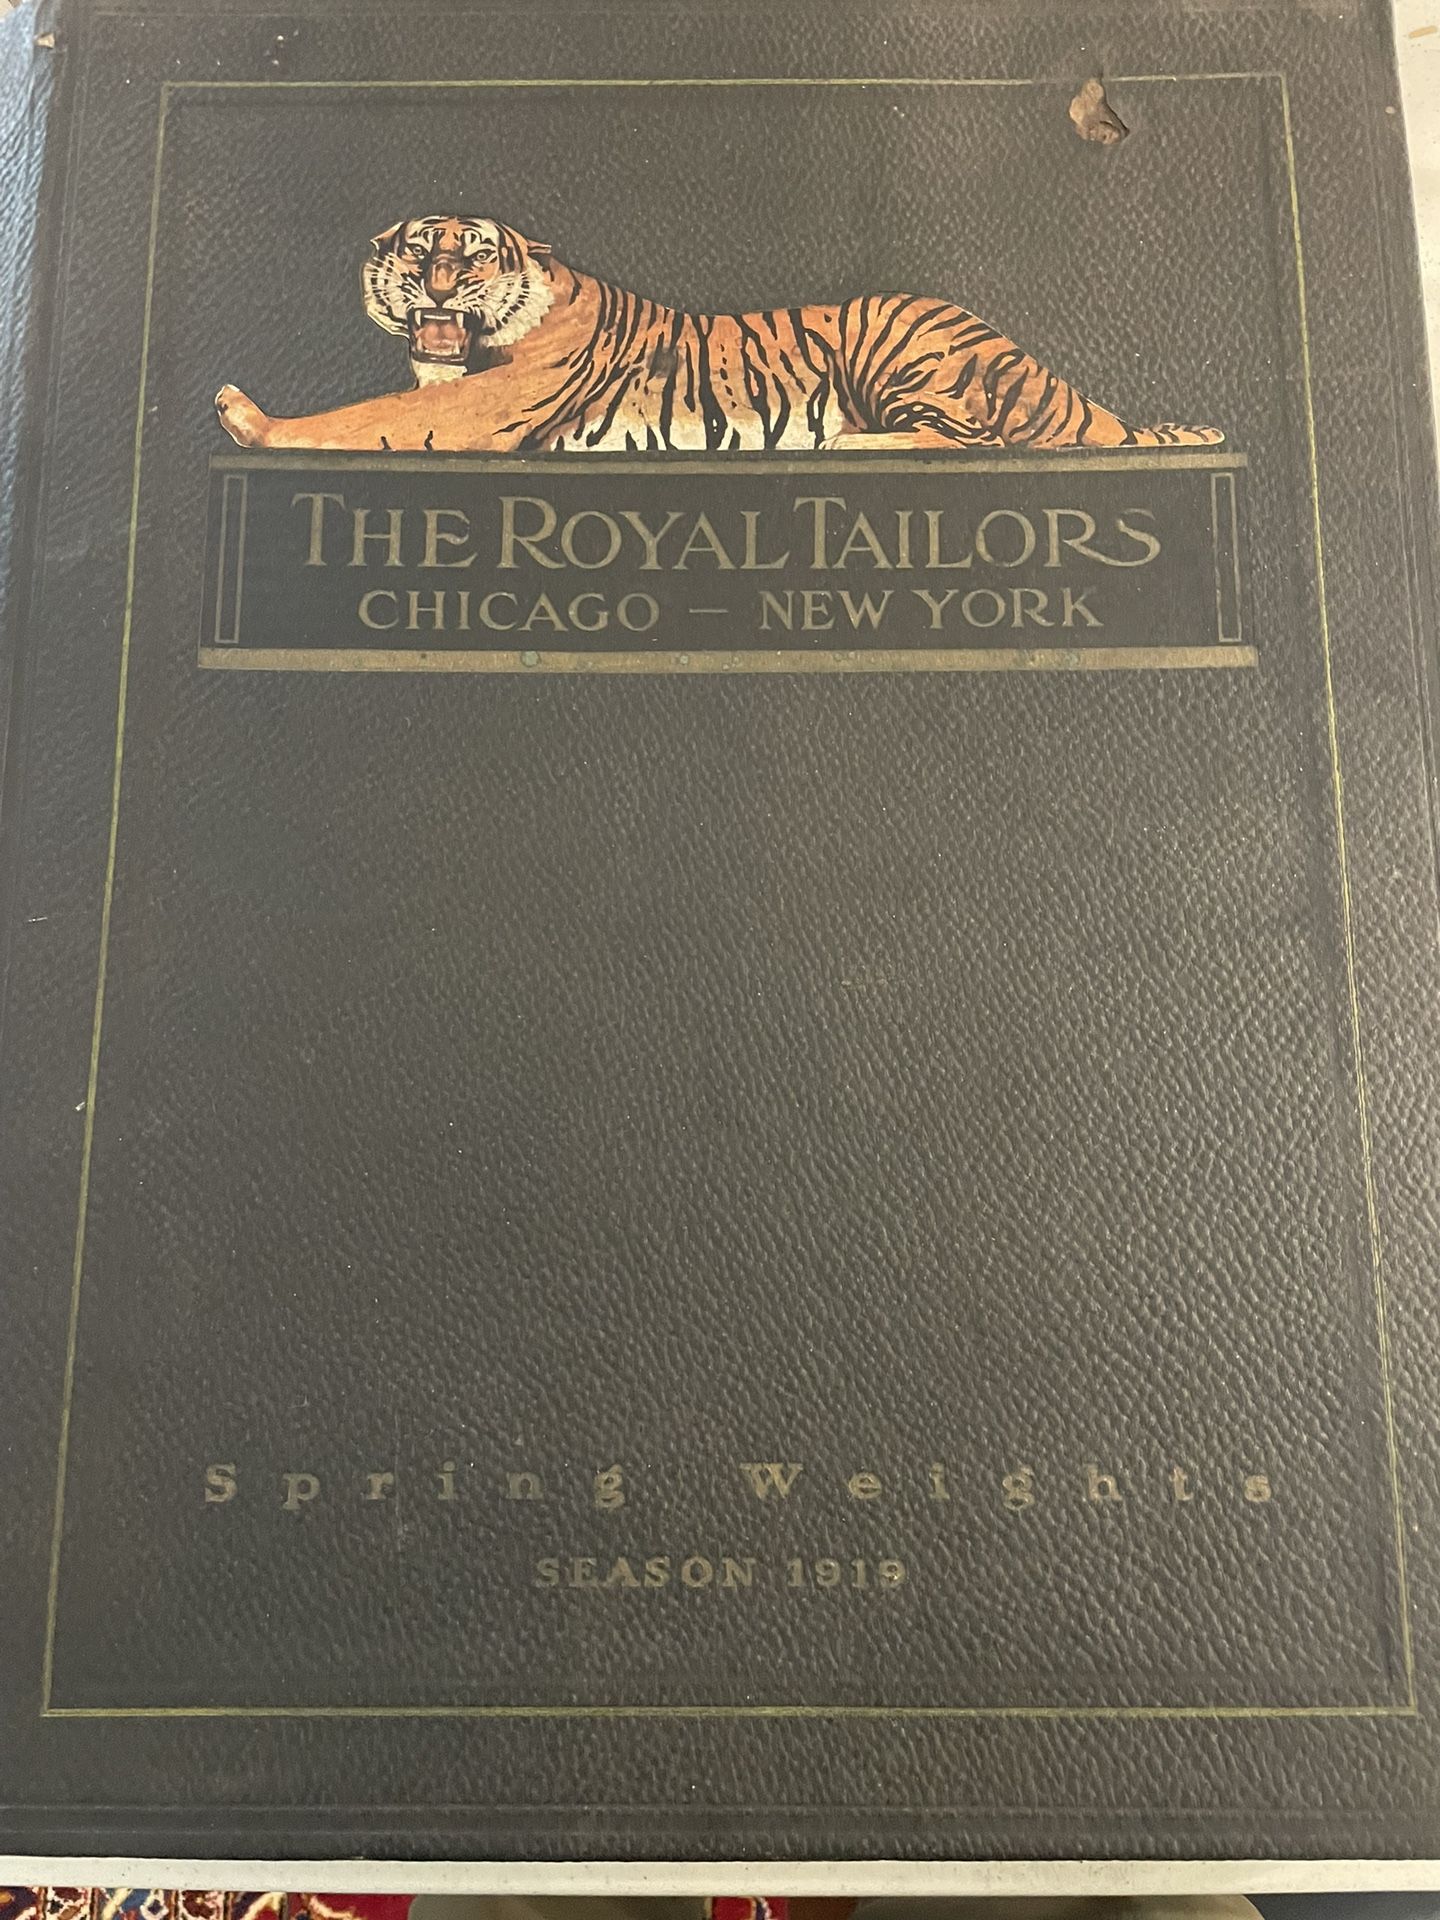 THE ROYAL TAILORS
CHICAGO – NEW YORK
Spring Weights
SEASON 1919